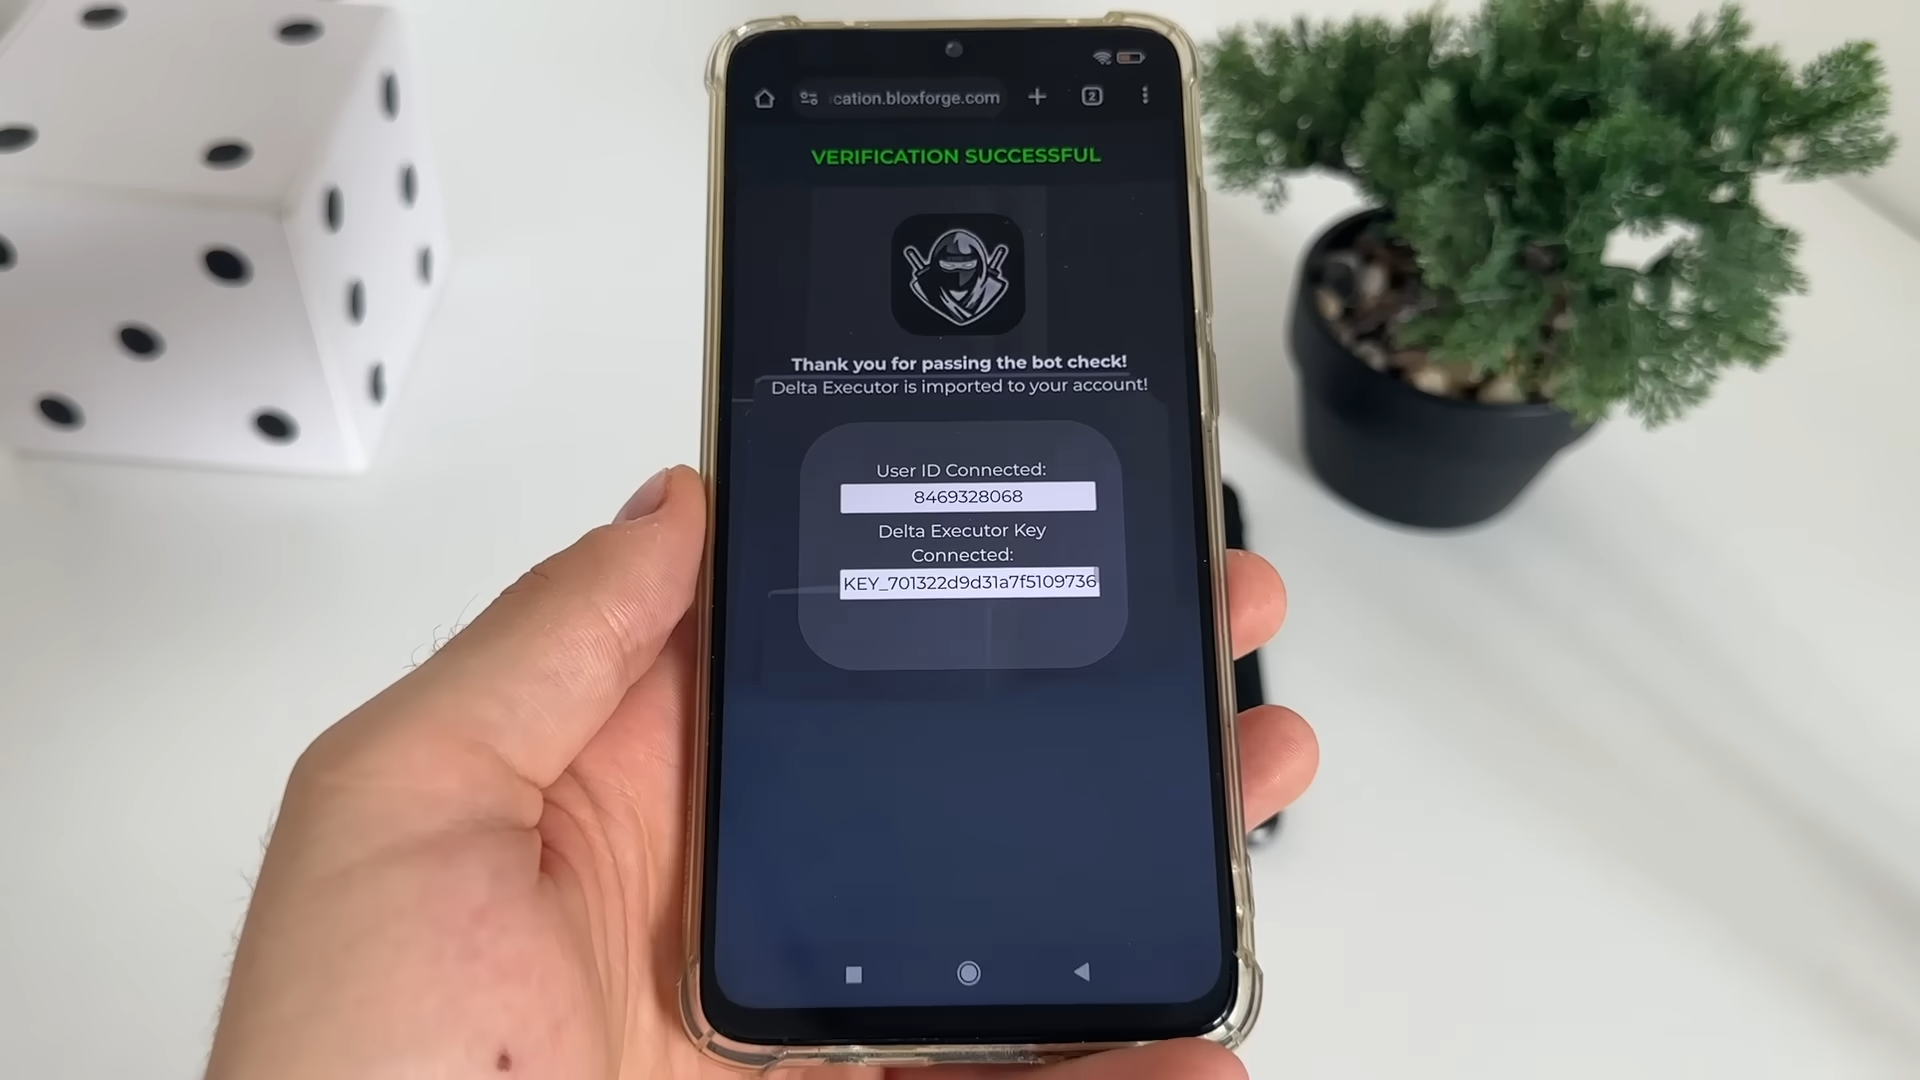 cation.bloxforge.com
2
VERIFICATION SUCCESSFUL
Thank you for passing the bot check!
Delta Executor is imported to your account!
User ID Connected:
8469328068
Delta Executor Key
Connected:
KEY_701322d9d31a7f5109736